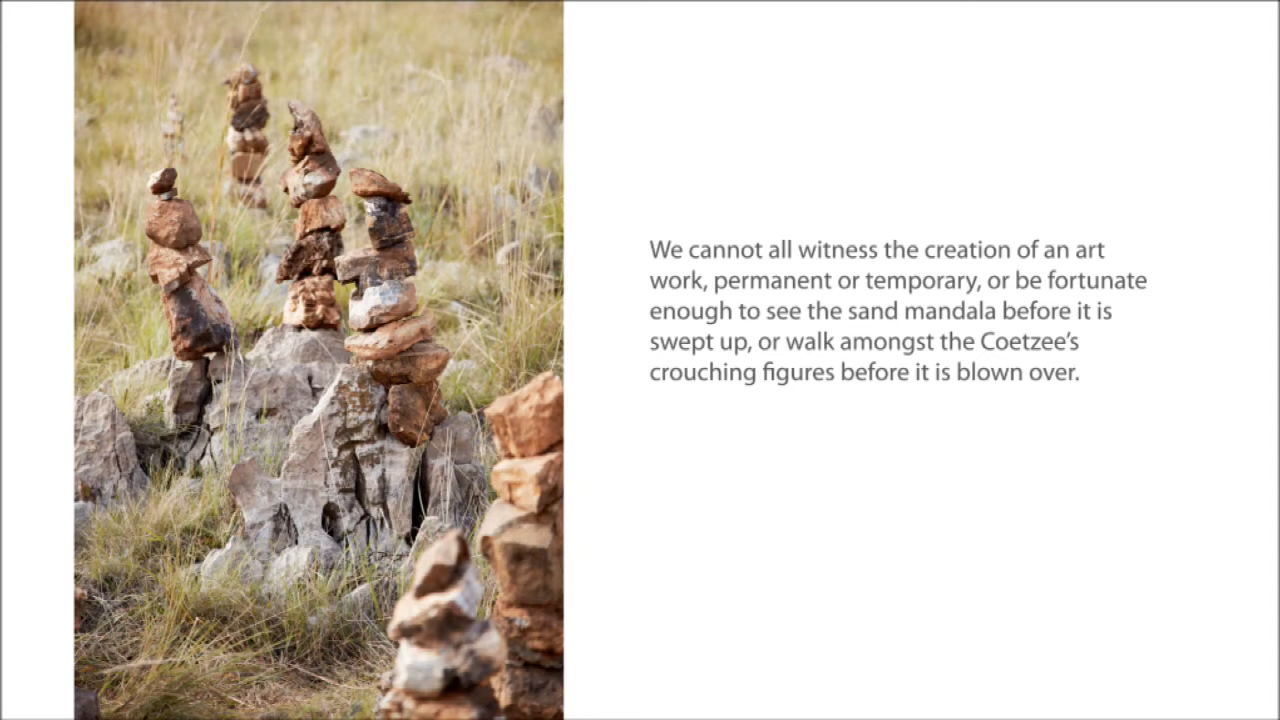 We cannot all witness the creation of an art
work, permanent or temporary, or be fortunate
enough to see the sand mandala before it is
swept up, or walk amongst the Coetzee’s
crouching figures before it is blown over.